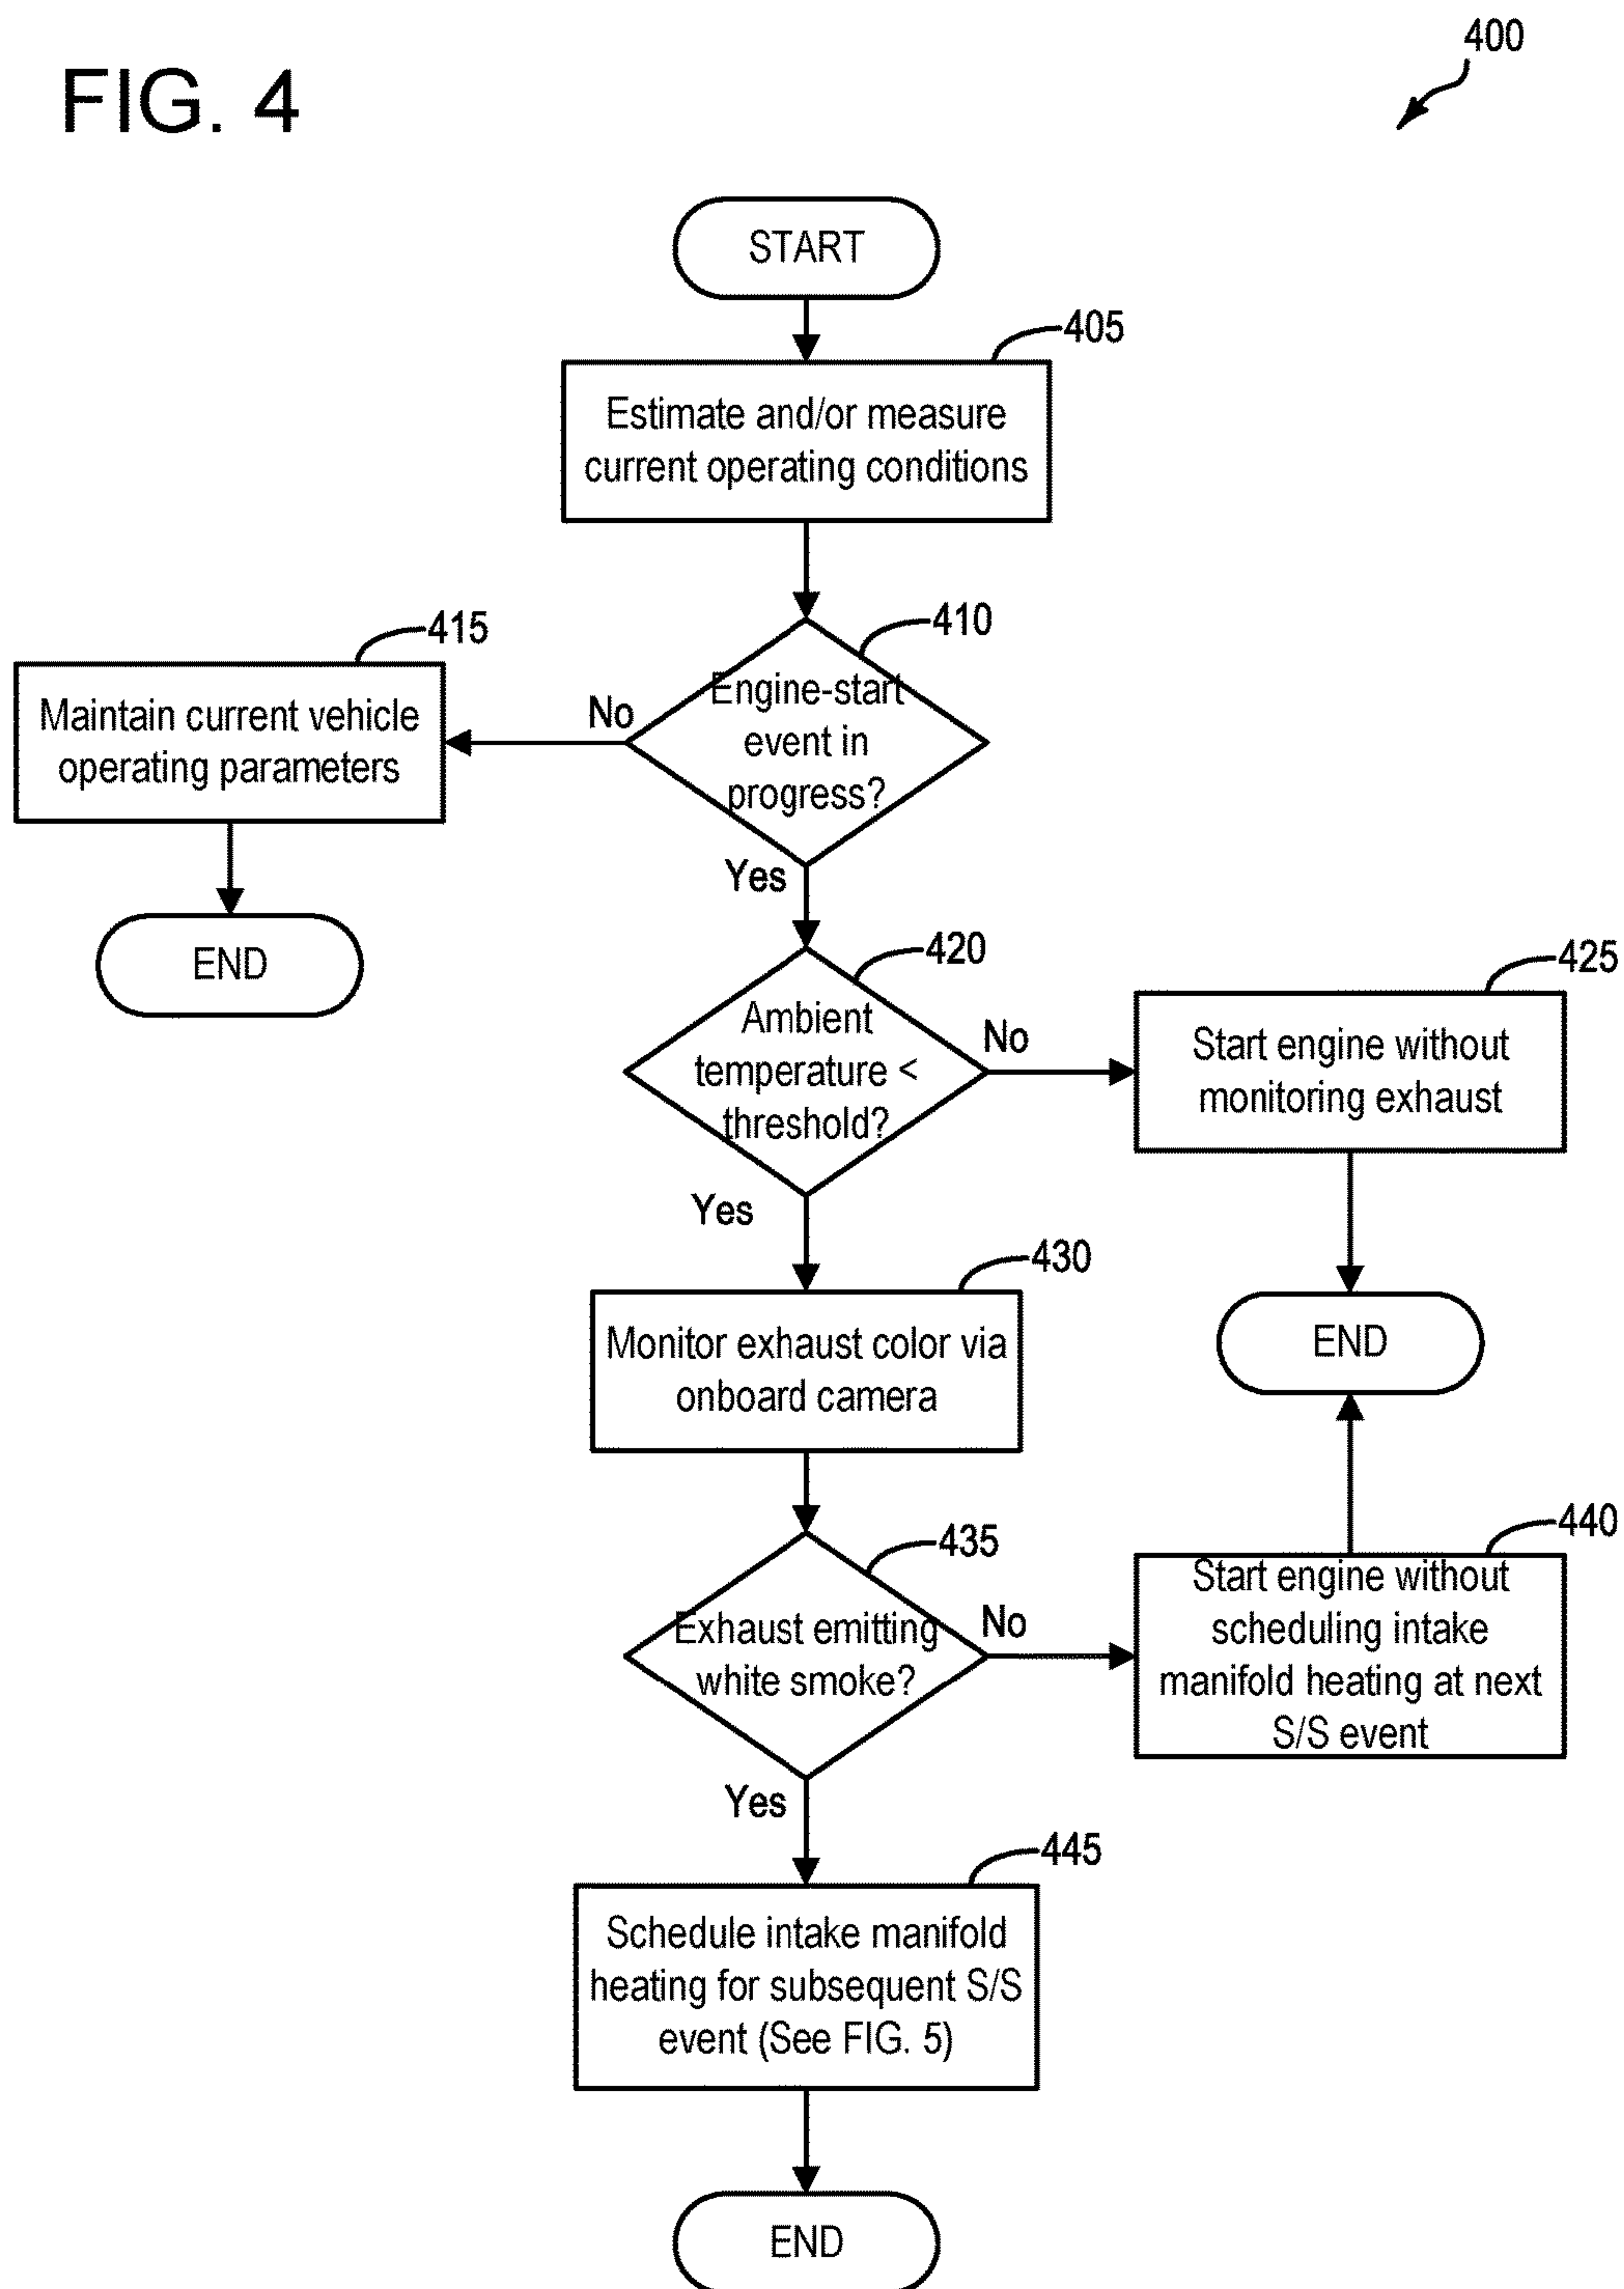 400
FIG. 4
START
405
Estimate and/or measure
current operating conditions
410
Engine-start
event in
progress?
No
415
Maintain current vehicle
operating parameters
END
Yes
420
Ambient
temperature <
threshold?
No
425
Start engine without
monitoring exhaust
END
Yes
430
Monitor exhaust color via
onboard camera
435
Exhaust emitting
white smoke?
No
440
Start engine without
scheduling intake
manifold heating at next
S/S event
Yes
445
Schedule intake manifold
heating for subsequent S/S
event (See FIG. 5)
END